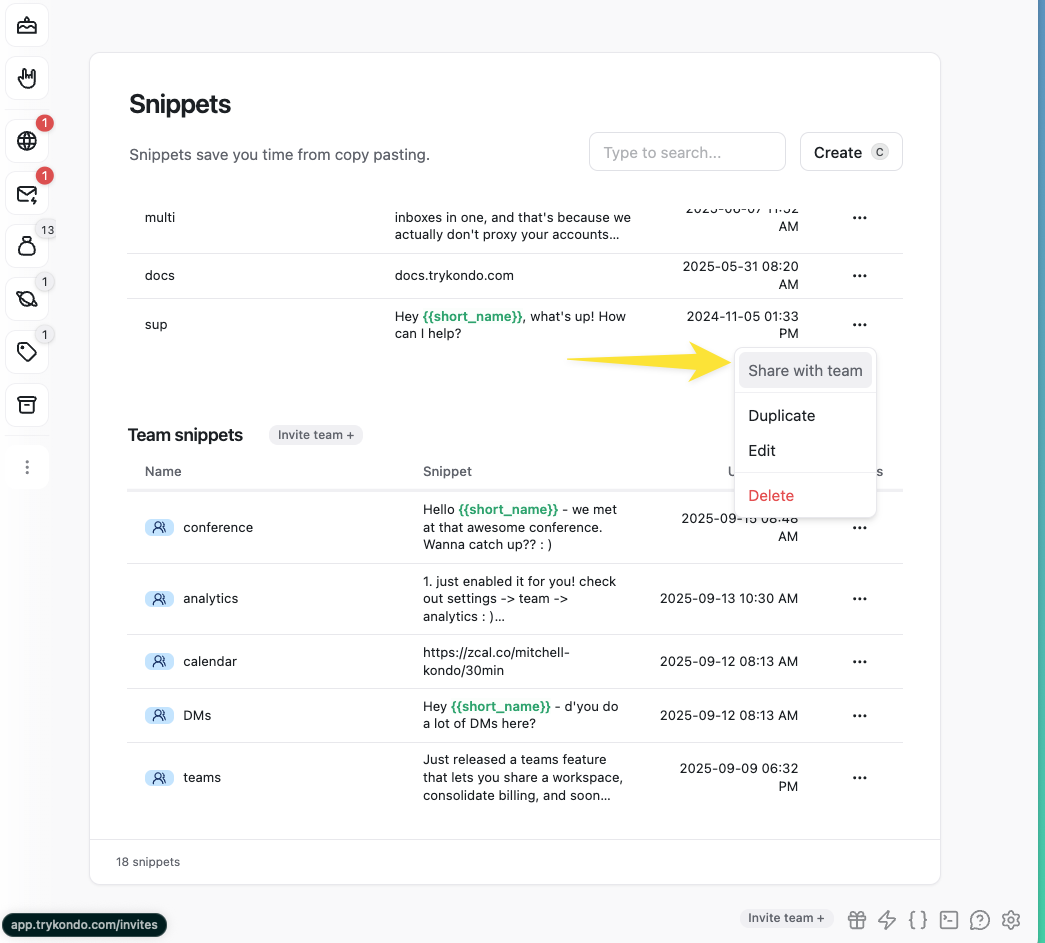 1
1
13
1
1
Snippets
Snippets save you time from copy pasting.
Type to search...
Create C
multi
inboxes in one, and that's because we
actually don't proxy your accounts...
2025-06-07 11:52
AM
docs
docs.trykondo.com
2025-05-31 08:20
AM
sup
Hey {{short_name}}, what's up! How
can I help?
2024-11-05 01:33
PM
Share with team
Duplicate
Edit
Delete
Team snippets
Invite team +
Name
Snippet
conference
Hello {{short_name}} - we met
at that awesome conference.
Wanna catch up?? : )
2025-09-15 08:48
AM
analytics
1. just enabled it for you! check
out settings -> team ->
analytics : )...
2025-09-13 10:30 AM
calendar
https://zcal.co/mitchell-
kondo/30min
2025-09-12 08:13 AM
DMs
Hey {{short_name}} - d'you do
a lot of DMs here?
2025-09-12 08:13 AM
teams
Just released a teams feature
that lets you share a workspace,
consolidate billing, and soon...
2025-09-09 06:32
PM
18 snippets
app.trykondo.com/invites
Invite team +